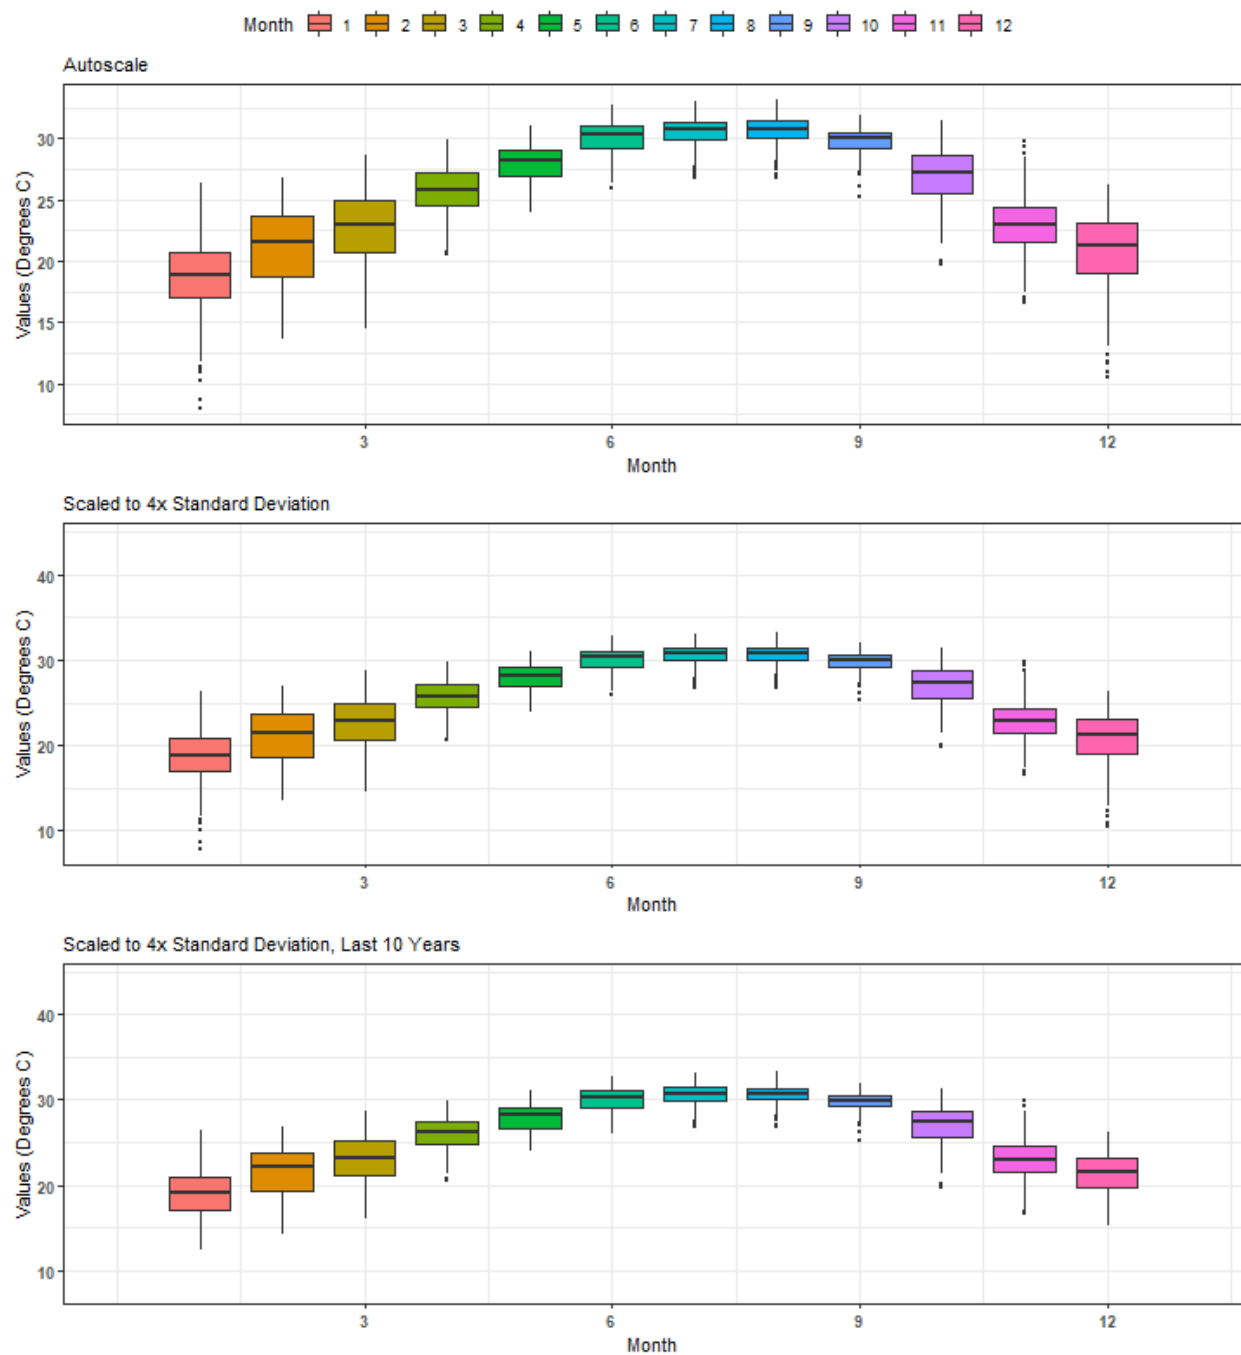 Month 1 2 3 4 5 6 7 8 9 10 11 12
Autoscale
Values (Degrees C)
30
25
20
15
10
3 6 9 12
Month
Scaled to 4x Standard Deviation
Values (Degrees C)
40
30
20
10
3 6 9 12
Month
Scaled to 4x Standard Deviation, Last 10 Years
Values (Degrees C)
40
30
20
10
3 6 9 12
Month